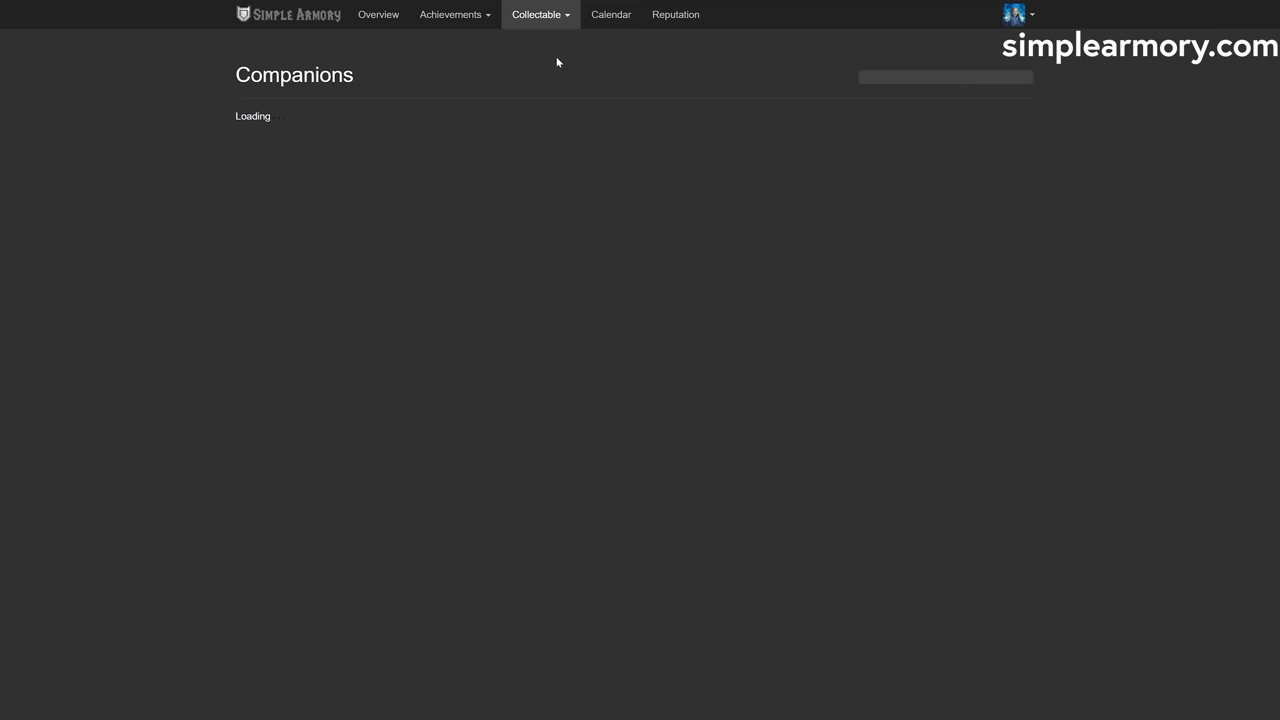 SIMPLE ARMORY Overview Achievements Collectable Calendar Reputation
simplearmory.com
Companions
Loading